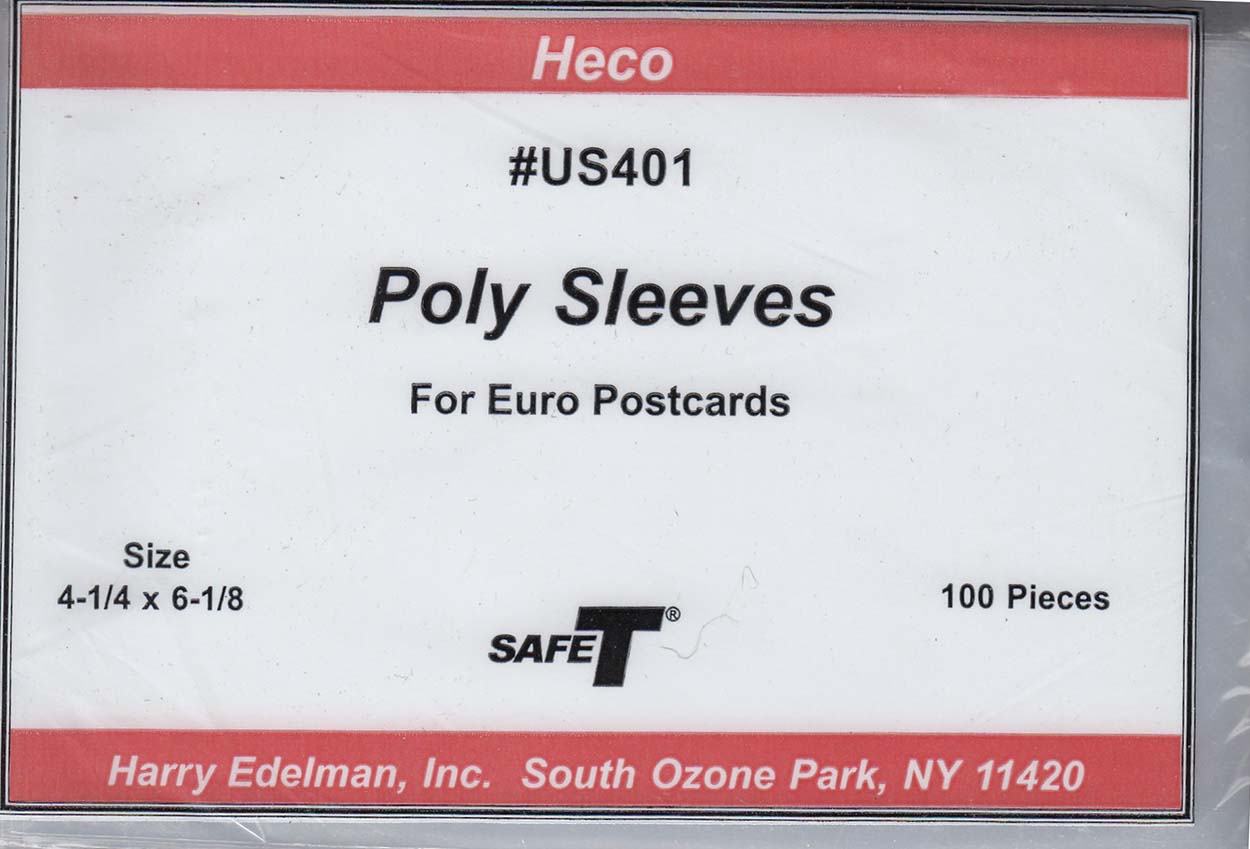 Heco
#US401
Poly Sleeves
For Euro Postcards
Size
4-1/4 x 6-1/8
100 Pieces
SAFE T®
Harry Edelman, Inc. South Ozone Park, NY 11420